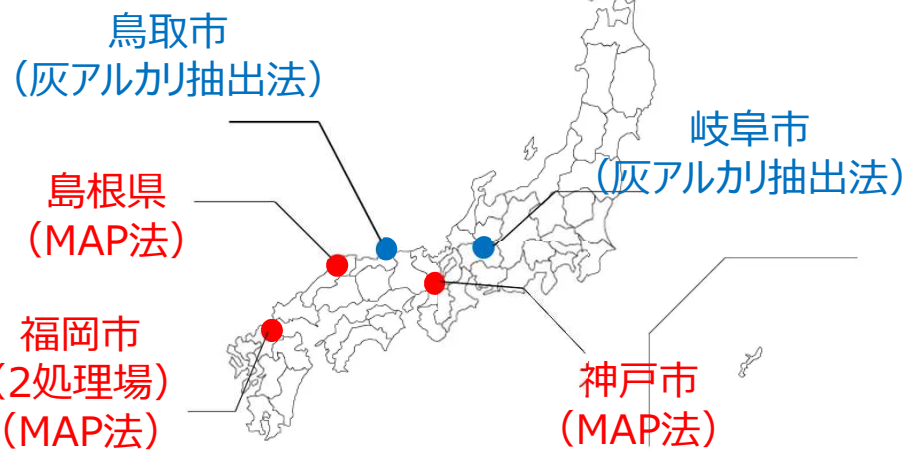 鳥取市
（灰アルカリ抽出法）
岐阜市
（灰アルカリ抽出法）
島根県
（MAP法）
福岡市
（2処理場）
（MAP法）
神戸市
（MAP法）